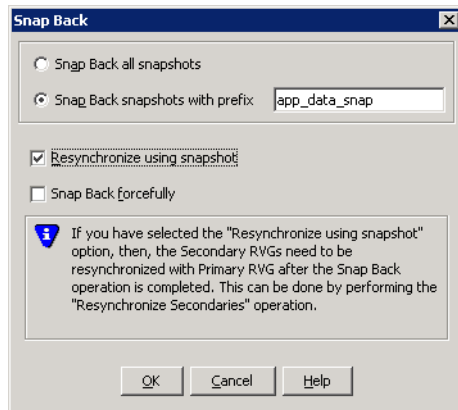 Snap Back
Snap Back all snapshots
Snap Back snapshots with prefix app_data_snap
Resynchronize using snapshot
Snap Back forcefully
If you have selected the "Resynchronize using snapshot"
option, then, the Secondary RVGs need to be
resynchronized with Primary RVG after the Snap Back
operation is completed. This can be done by performing the
"Resynchronize Secondaries" operation.
OK Cancel Help